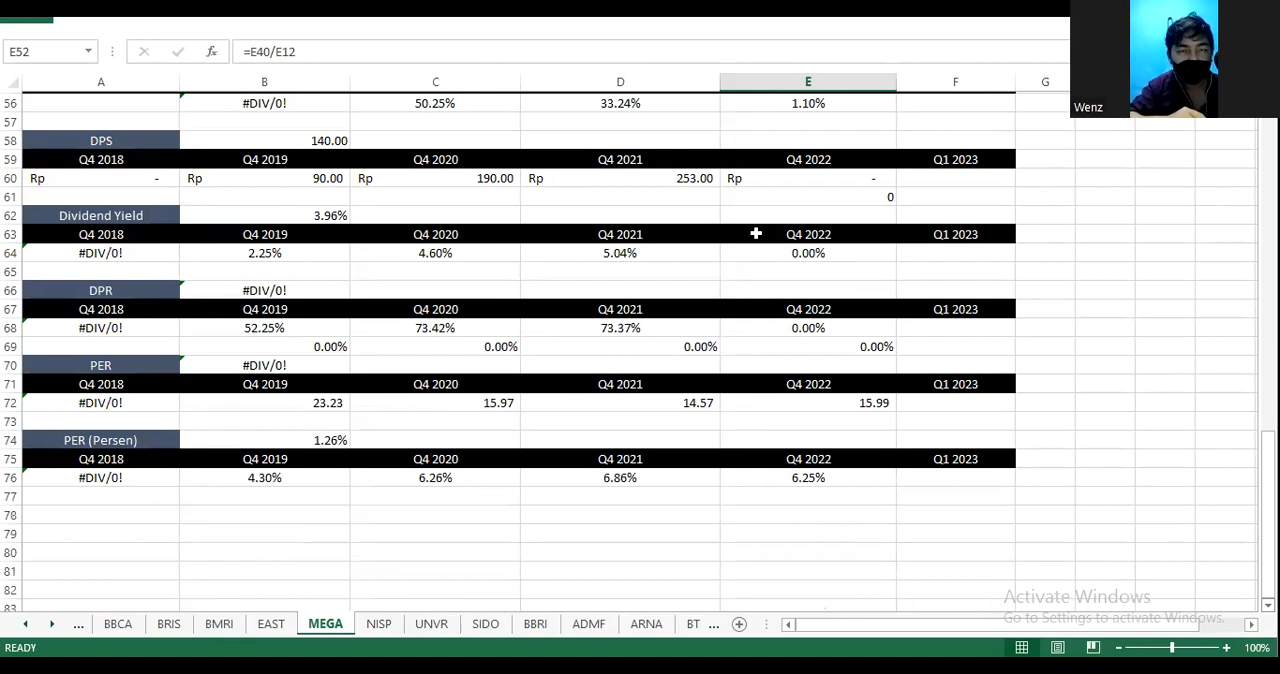 E52 fx =E40/E12
Wenz
A B C D E F G
56 #DIV/0! 50.25% 33.24% 1.10%
57
58 DPS 140.00
59 Q4 2018 Q4 2019 Q4 2020 Q4 2021 Q4 2022 Q1 2023
60 Rp - Rp 90.00 Rp 190.00 Rp 253.00 Rp -
61 0
62 Dividend Yield 3.96%
63 Q4 2018 Q4 2019 Q4 2020 Q4 2021 Q4 2022 Q1 2023
64 #DIV/0! 2.25% 4.60% 5.04% 0.00%
65
66 DPR #DIV/0!
67 Q4 2018 Q4 2019 Q4 2020 Q4 2021 Q4 2022 Q1 2023
68 #DIV/0! 52.25% 73.42% 73.37% 0.00%
69 0.00% 0.00% 0.00% 0.00%
70 PER #DIV/0!
71 Q4 2018 Q4 2019 Q4 2020 Q4 2021 Q4 2022 Q1 2023
72 #DIV/0! 23.23 15.97 14.57 15.99
73
74 PER (Persen) 1.26%
75 Q4 2018 Q4 2019 Q4 2020 Q4 2021 Q4 2022 Q1 2023
76 #DIV/0! 4.30% 6.26% 6.86% 6.25%
77
78
79
80
81
82
83
Activate Windows
Go to Settings to activate Windows.
... BBCA BRIS BMRI EAST MEGA NISP UNVR SIDO BBRI ADMF ARNA BT ...
READY 100%